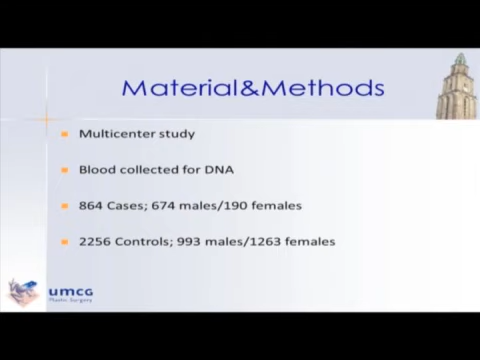 Material&Methods
Multicenter study
Blood collected for DNA
864 Cases; 674 males/190 females
2256 Controls; 993 males/1263 females
umcG
Plastic Surgery